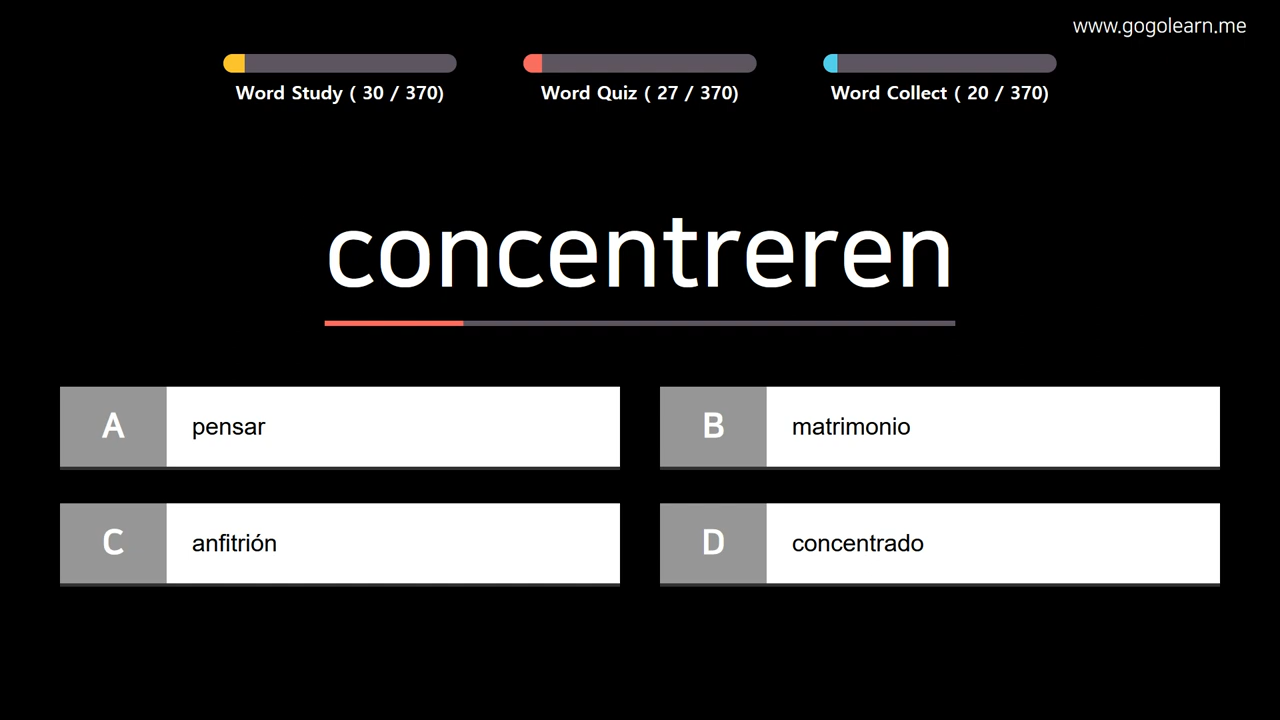 www.gogolearn.me
Word Study ( 30 / 370)
Word Quiz ( 27 / 370)
Word Collect ( 20 / 370)
concentreren
A pensar
B matrimonio
C anfitrión
D concentrado